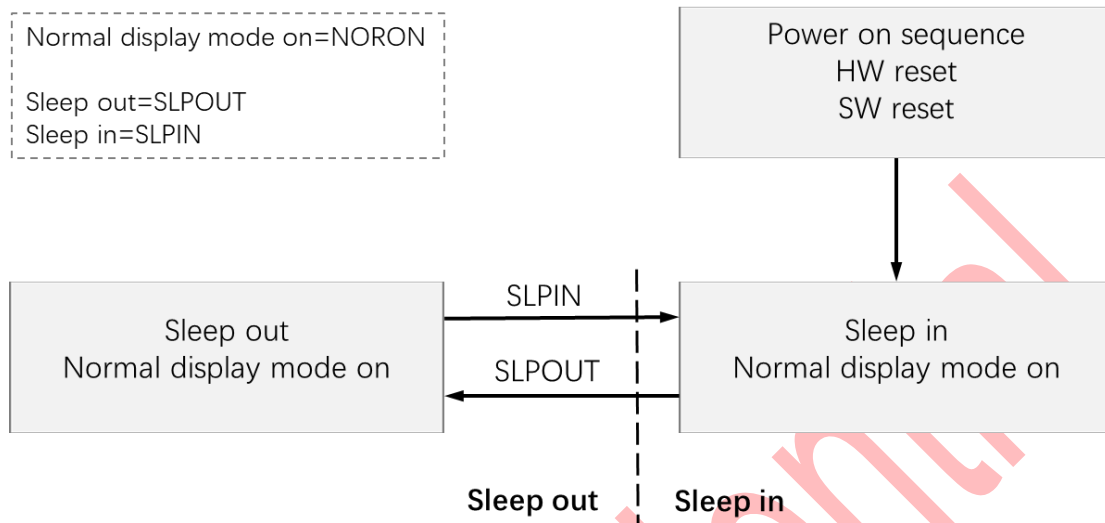 Normal display mode on=NORON
Sleep out=SLPOUT
Sleep in=SLPIN
Power on sequence
HW reset
SW reset
Sleep out
Normal display mode on
SLPIN
SLPOUT
Sleep in
Normal display mode on
Sleep out
Sleep in